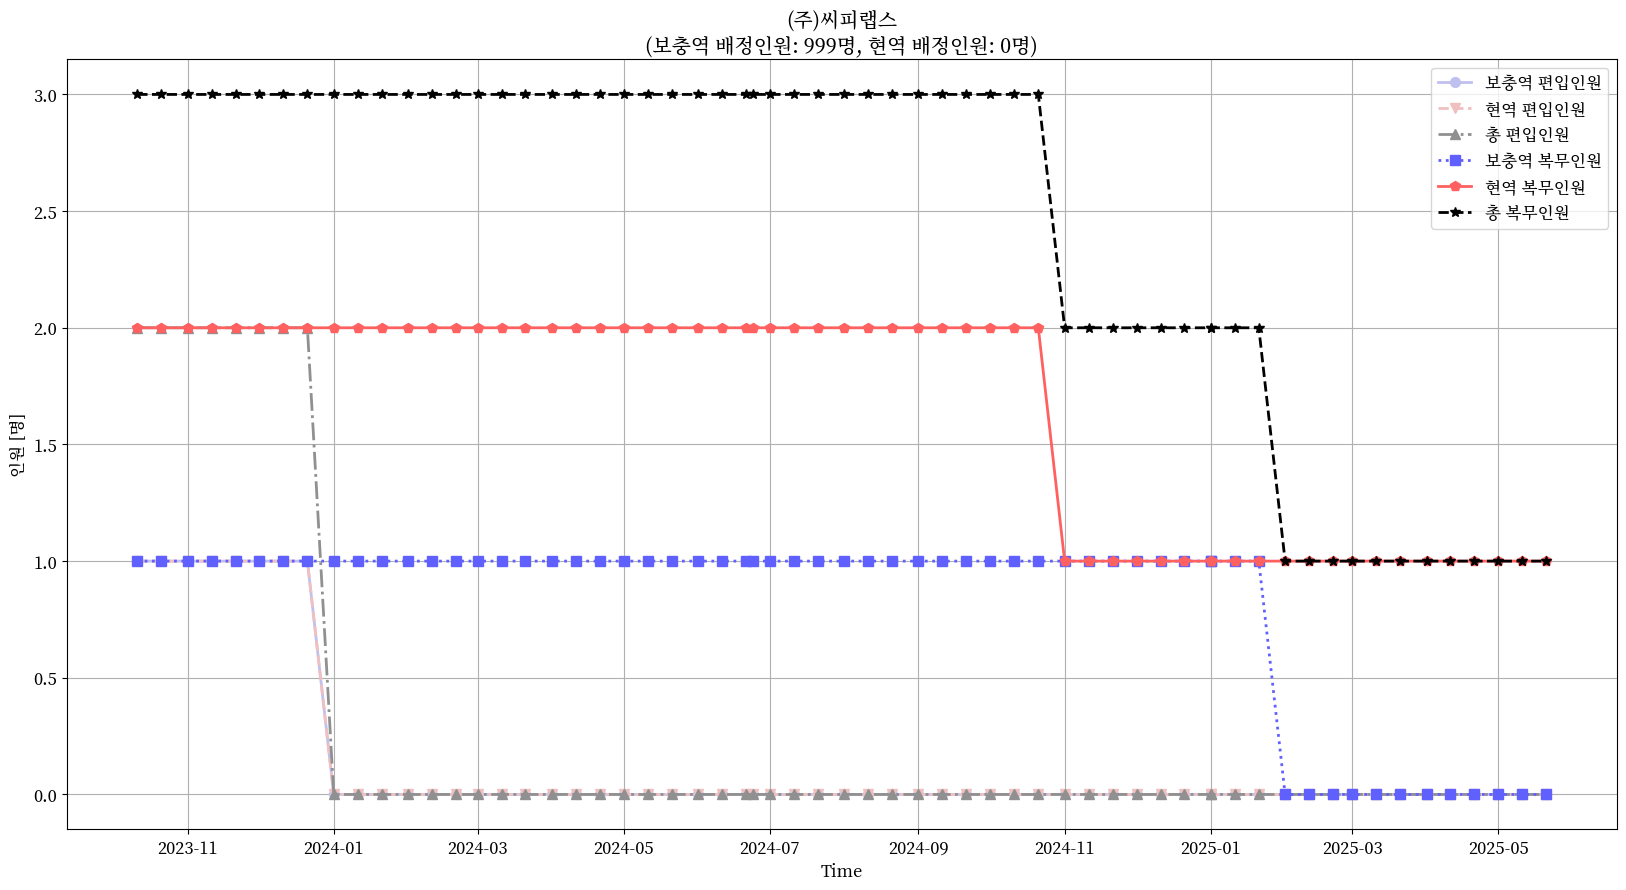 (주)씨피랩스
(보충역 배정인원: 999명, 현역 배정인원: 0명)
보충역 편입인원
현역 편입인원
총 편입인원
보충역 복무인원
현역 복무인원
총 복무인원
인원 [명]
3.0
2.5
2.0
1.5
1.0
0.5
0.0
2023-11
2024-01
2024-03
2024-05
2024-07
2024-09
2024-11
2025-01
2025-03
2025-05
Time